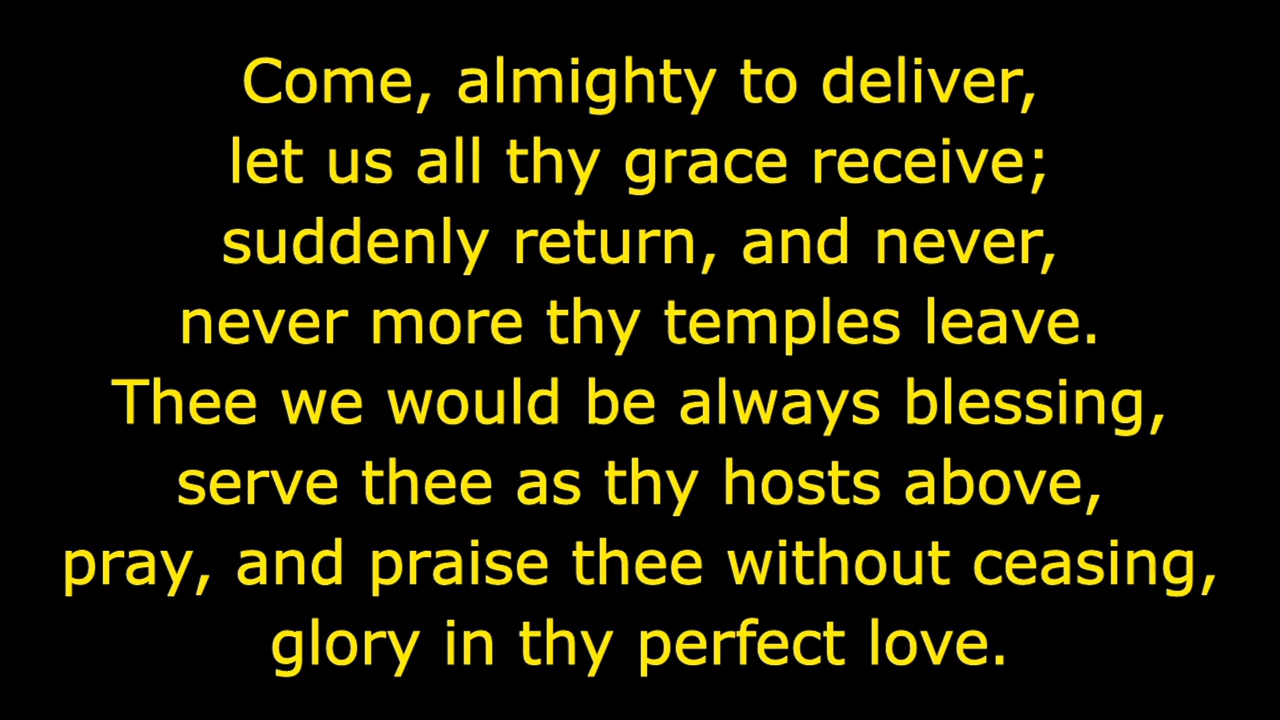 Come, almighty to deliver,
let us all thy grace receive;
suddenly return, and never,
never more thy temples leave.
Thee we would be always blessing,
serve thee as thy hosts above,
pray, and praise thee without ceasing,
glory in thy perfect love.